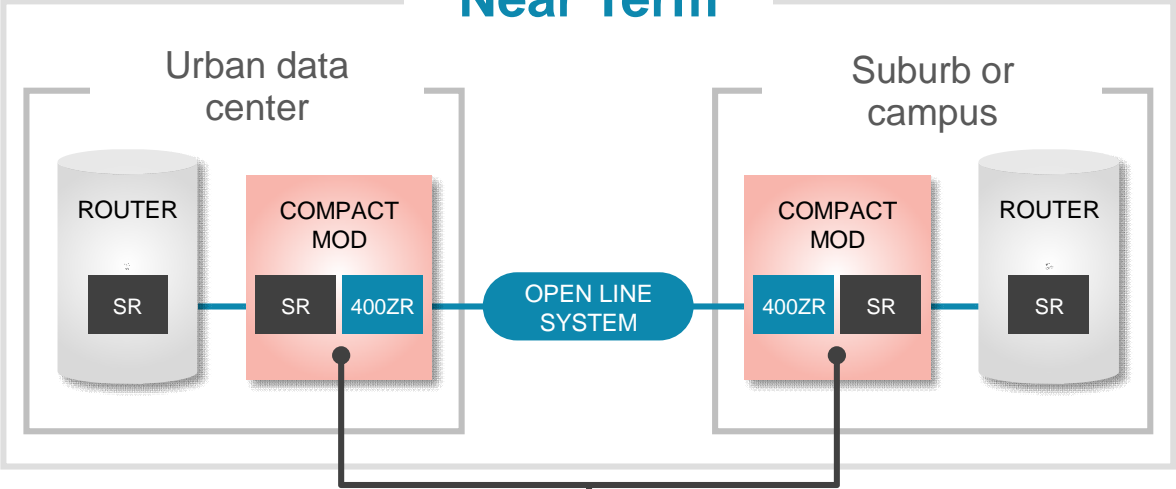 Near Term
Urban data
center
Suburb or
campus
ROUTER
COMPACT
MOD
COMPACT
MOD
ROUTER
SR
SR
400ZR
OPEN LINE
SYSTEM
400ZR
SR
SR